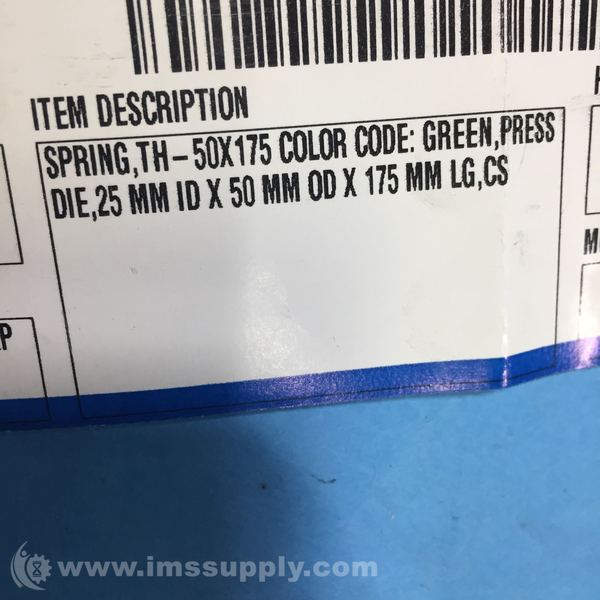 ITEM DESCRIPTION
SPRING,TH-50X175 COLOR CODE: GREEN,PRESS
DIE,25 MM ID X 50 MM OD X 175 MM LG,CS
www.imssupply.com